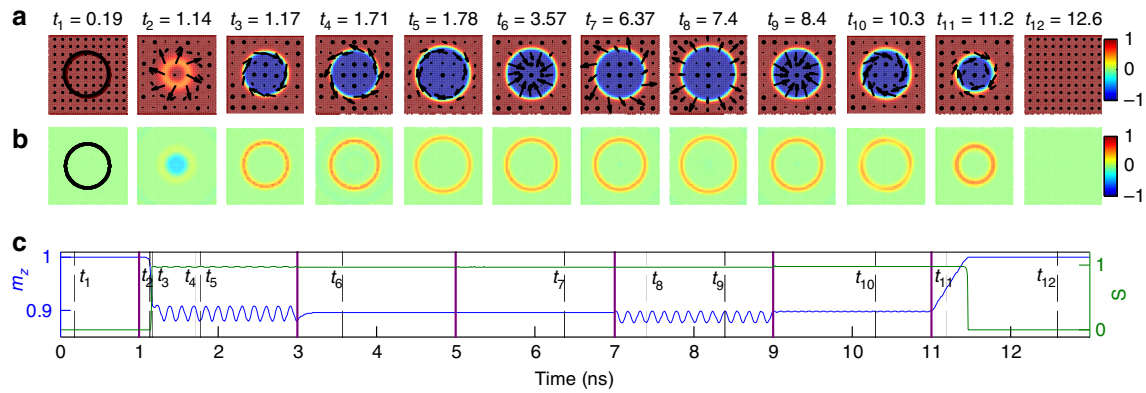 a t₁ = 0.19 t₂ = 1.14 t₃ = 1.17 t₄ = 1.71 t₅ = 1.78 t₆ = 3.57 t₇ = 6.37 t₈ = 7.4 t₉ = 8.4 t₁₀ = 10.3 t₁₁ = 11.2 t₁₂ = 12.6
1
0
−1
b
1
0
−1
c
1
0.9
m_z
t₁ t₂ t₃ t₄ t₅ t₆ t₇ t₈ t₉ t₁₀ t₁₁ t₁₂
1
0
S
0 1 2 3 4 5 6 7 8 9 10 11 12
Time (ns)